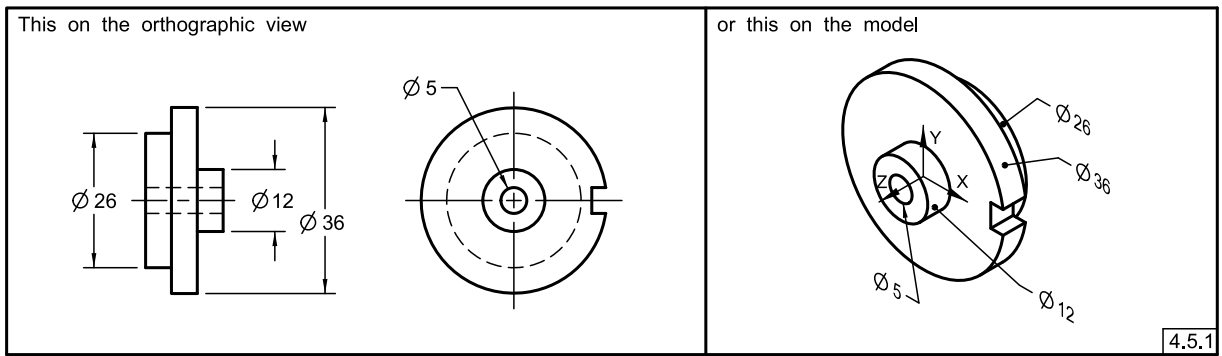 This on the orthographic view
or this on the model
∅ 5
∅ 26
∅ 12
∅ 36
∅ 26
∅ 36
Y
X
Z
∅ 5
∅ 12
4.5.1